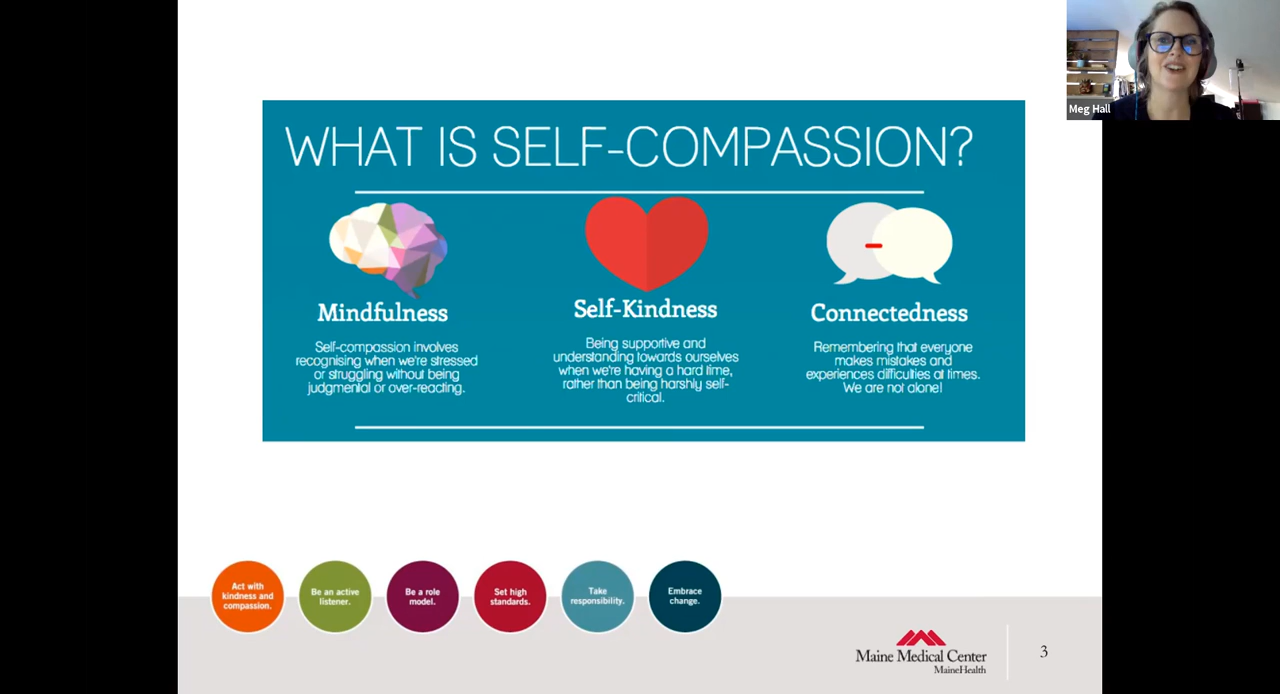 Meg Hall
WHAT IS SELF-COMPASSION?
Mindfulness
Self-compassion involves
recognising when we're stressed
or struggling without being
judgmental or over-reacting.
Self-Kindness
Being supportive and
understanding towards ourselves
when we're having a hard time,
rather than being harshly self-
critical.
Connectedness
Remembering that everyone
makes mistakes and
experiences difficulties at times.
We are not alone!
Act with
kindness and
compassion.
Be an active
listener.
Be a role
model.
Set high
standards.
Take
responsibility.
Embrace
change.
Maine Medical Center
MaineHealth
3